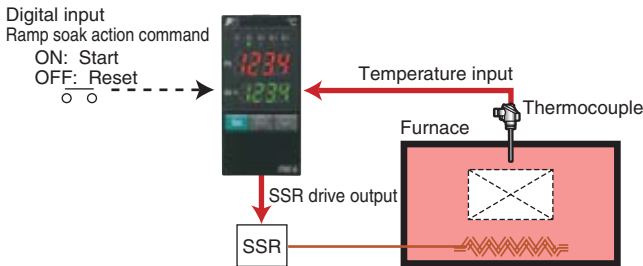 Digital input
Ramp soak action command
ON: Start
OFF: Reset
1234
1234
Temperature input
Thermocouple
Furnace
SSR drive output
SSR